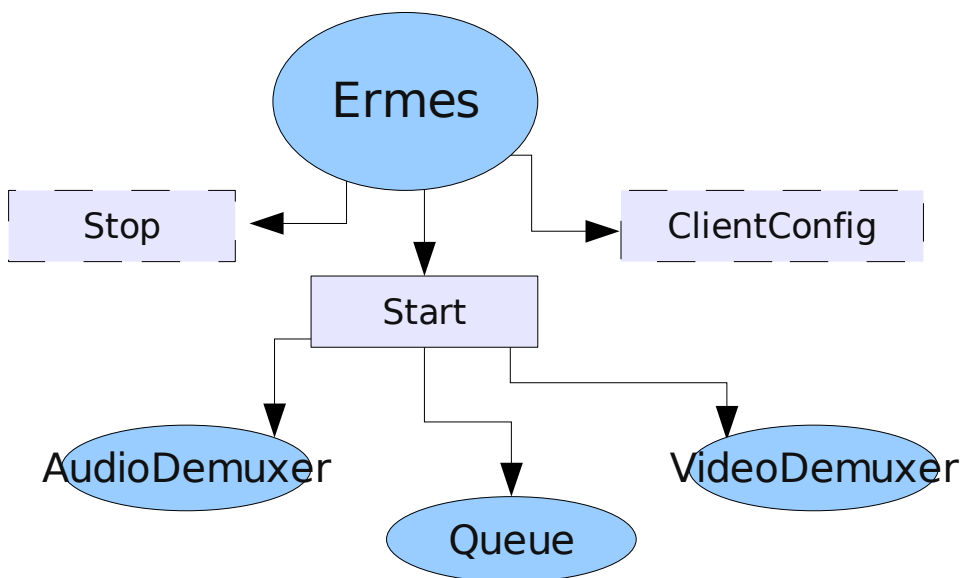 Ermes
Stop
ClientConfig
Start
AudioDemuxer
VideoDemuxer
Queue